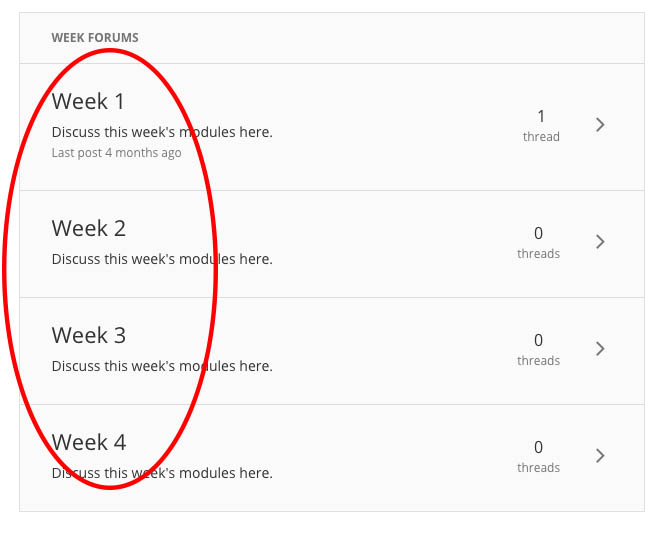 WEEK FORUMS
Week 1
Discuss this week's modules here.
Last post 4 months ago
1
thread
Week 2
Discuss this week's modules here.
0
threads
Week 3
Discuss this week's modules here.
0
threads
Week 4
Discuss this week's modules here.
0
threads